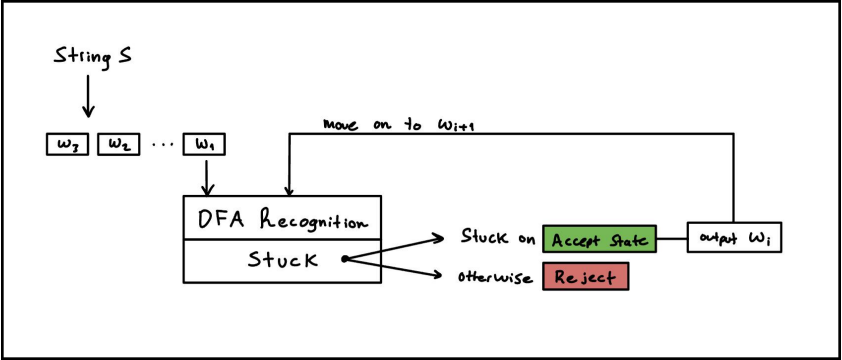 String S
move on to Wi+1
W3 W2 ... W1
DFA Recognition
Stuck on Accept State output Wi
Stuck
otherwise Reject